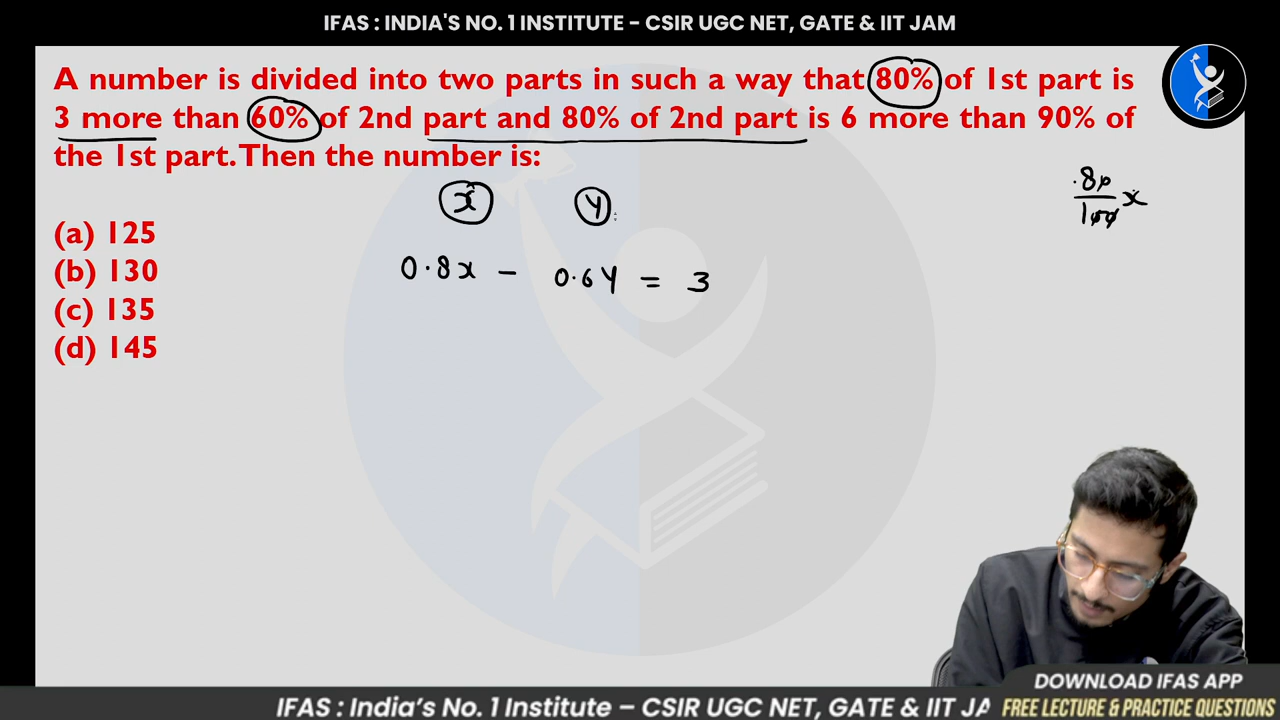 IFAS : INDIA'S NO. 1 INSTITUTE – CSIR UGC NET, GATE & IIT JAM
A number is divided into two parts in such a way that 80% of 1st part is
3 more than 60% of 2nd part and 80% of 2nd part is 6 more than 90% of
the 1st part. Then the number is:
x y
.80/100 x
(a) 125
(b) 130
(c) 135
(d) 145
0.8x – 0.6y = 3
DOWNLOAD IFAS APP
IFAS : India's No. 1 Institute – CSIR UGC NET, GATE & IIT JA
FREE LECTURE & PRACTICE QUESTIONS